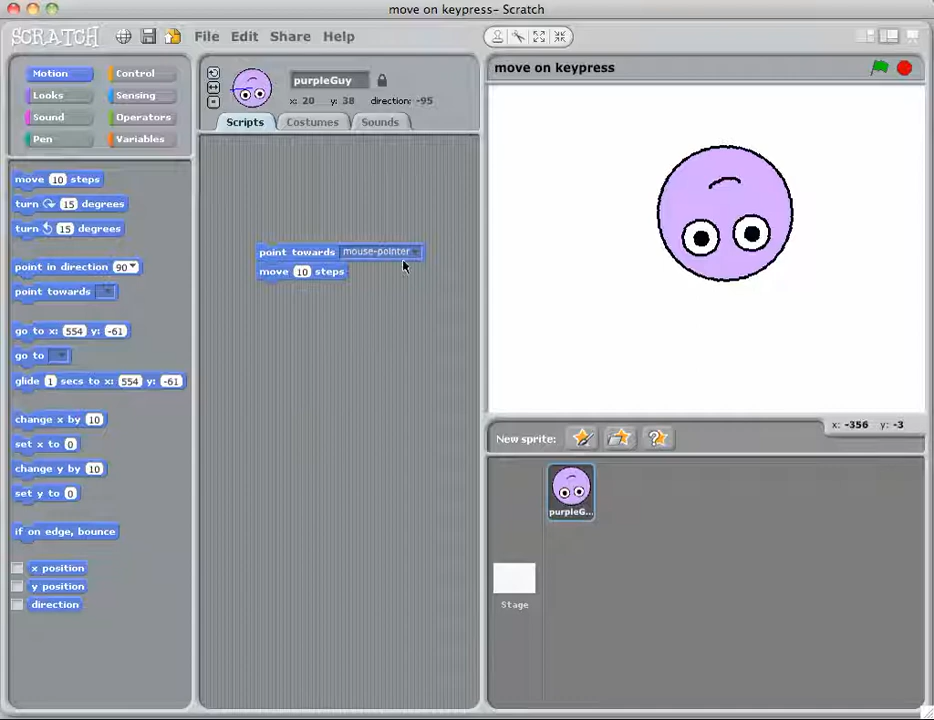 move on keypress- Scratch
SCRATCH File Edit Share Help
Motion Control
Looks Sensing
Sound Operators
Pen Variables
move 10 steps
turn 15 degrees
turn 15 degrees
point in direction 90
point towards
go to x: 554 y: -61
go to
glide 1 secs to x: 554 y: -61
change x by 10
set x to 0
change y by 10
set y to 0
if on edge, bounce
x position
y position
direction
purpleGuy
x: 20 y: 38 direction: -95
Scripts Costumes Sounds
point towards mouse-pointer
move 10 steps
move on keypress
x: -356 y: -3
New sprite:
purpleG...
Stage